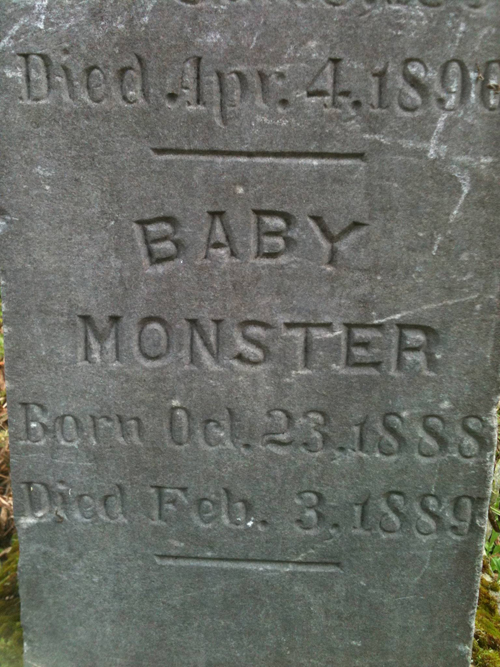 Died Apr. 4, 1896
BABY
MONSTER
Born Oct. 23, 1888
Died Feb. 3, 1889.